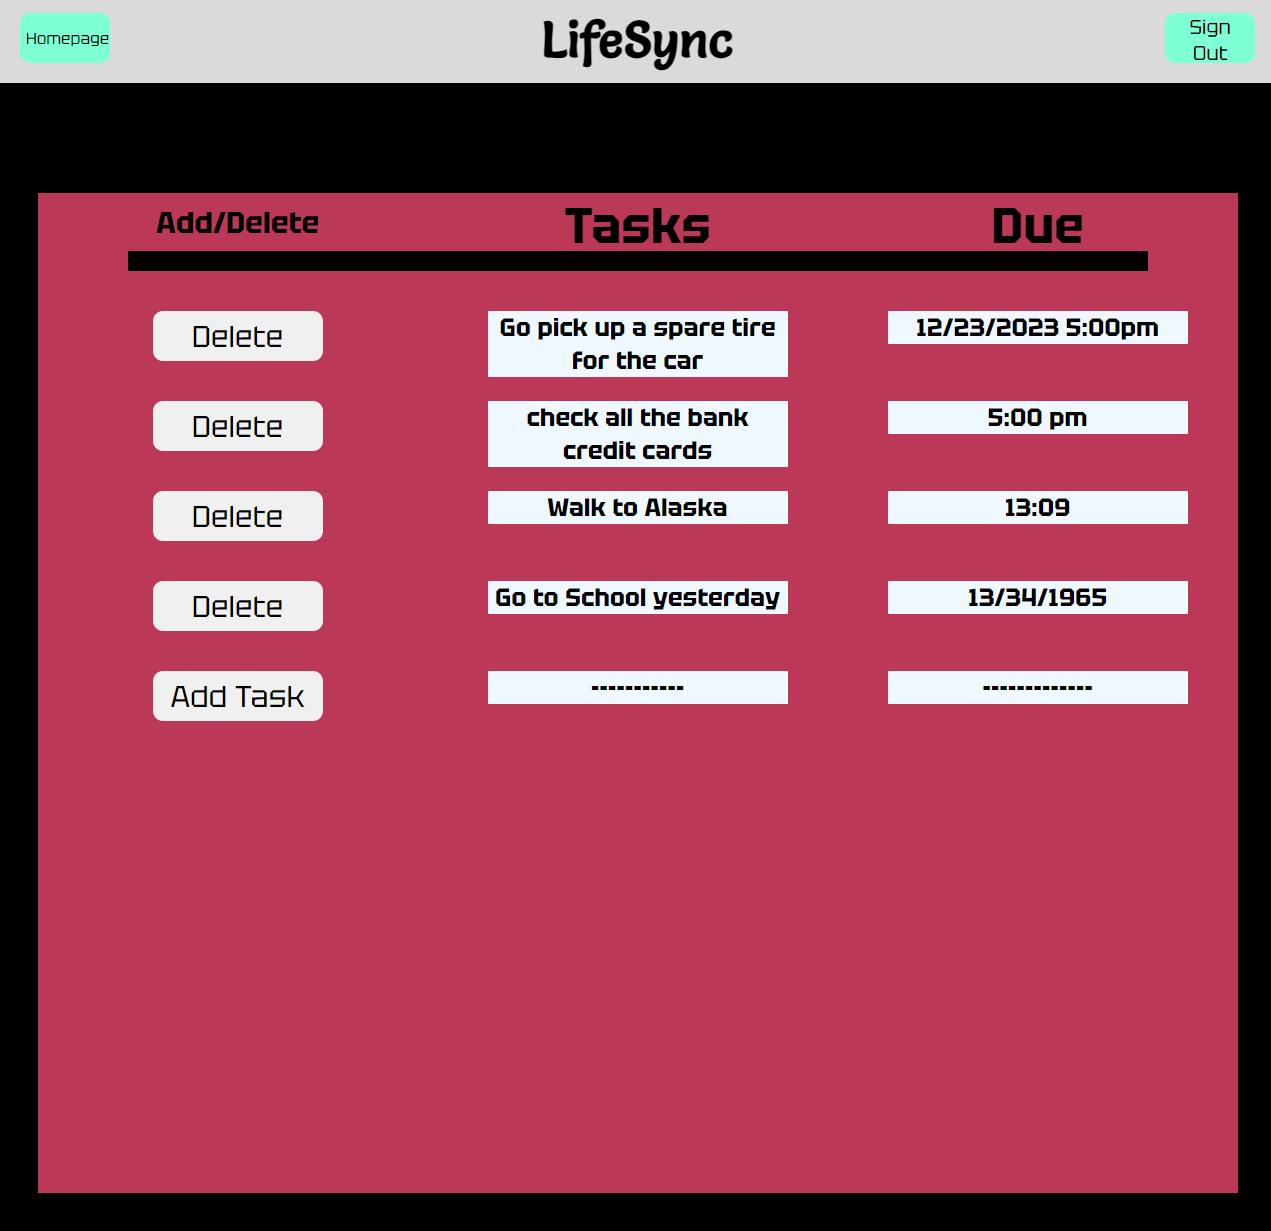 Homepage
LifeSync
Sign
Out
Add/Delete
Tasks
Due
Delete
Go pick up a spare tire
for the car
12/23/2023 5:00pm
Delete
check all the bank
credit cards
5:00 pm
Delete
Walk to Alaska
13:09
Delete
Go to School yesterday
13/34/1965
Add Task
-----------
-------------